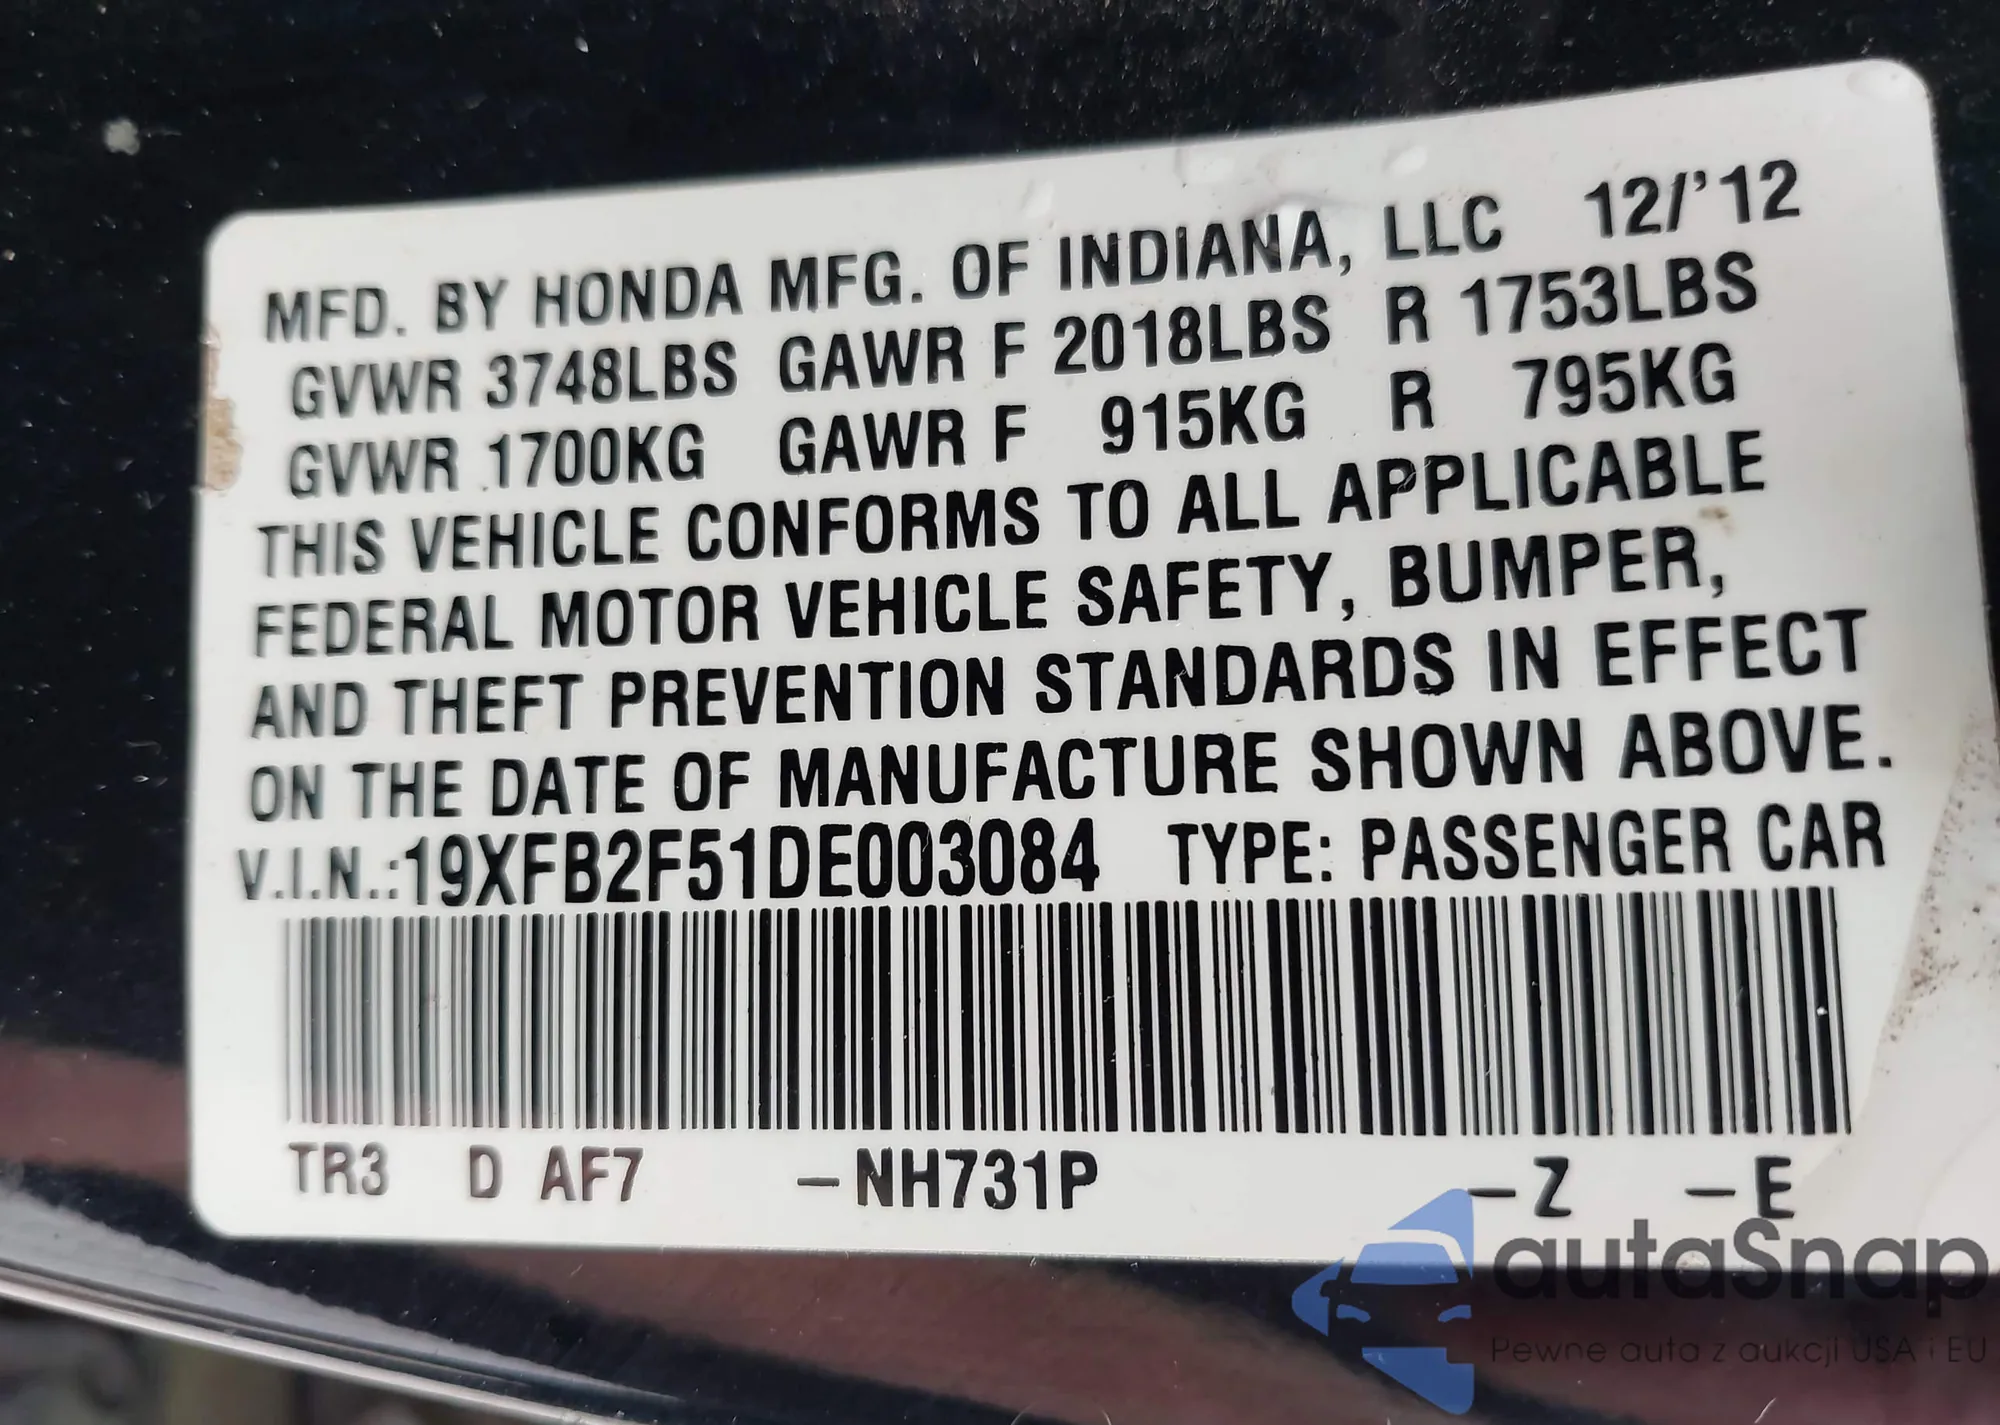 MFD. BY HONDA MFG. OF INDIANA, LLC 12/'12
GVWR 3748LBS GAWR F 2018LBS R 1753LBS
GVWR 1700KG GAWR F 915KG R 795KG
THIS VEHICLE CONFORMS TO ALL APPLICABLE
FEDERAL MOTOR VEHICLE SAFETY, BUMPER,
AND THEFT PREVENTION STANDARDS IN EFFECT
ON THE DATE OF MANUFACTURE SHOWN ABOVE.
V.I.N.:19XFB2F51DE003084 TYPE: PASSENGER CAR
TR3 D AF7 –NH731P –Z –E
autaSnap
Pewne auta z aukcji USA i EU